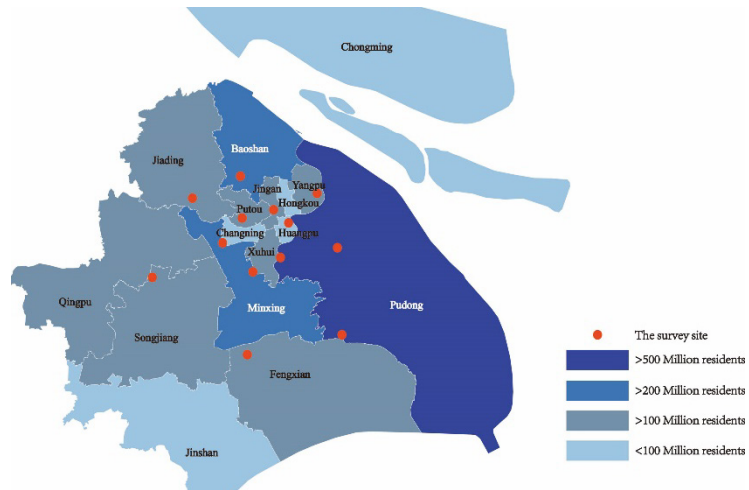 Chongming
Baoshan
Jiading
Jingan
Yangpu
Putou
Hongkou
Changning
Huangpu
Xuhui
Qingpu
Minxing
Pudong
Songjiang
Fengxian
Jinshan
The survey site
>500 Million residents
>200 Million residents
>100 Million residents
<100 Million residents